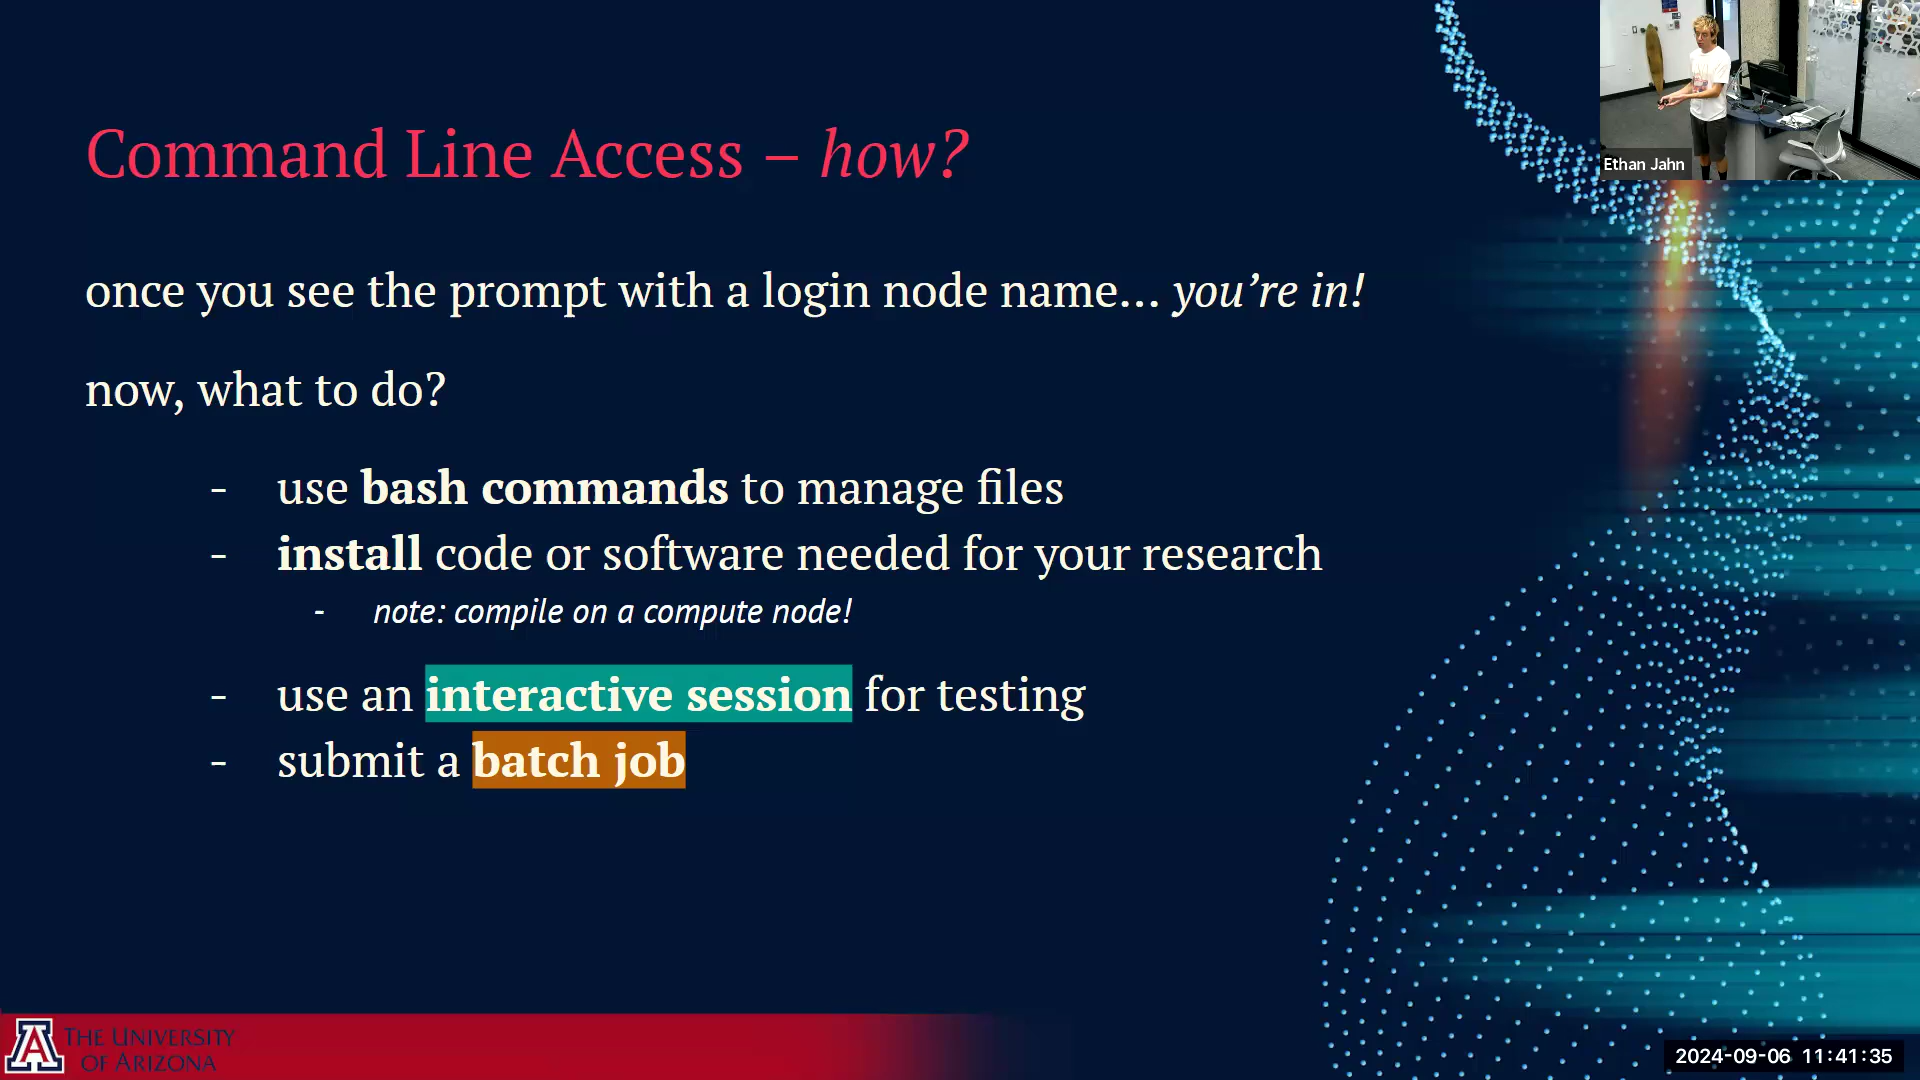 Command Line Access – how?
Ethan Jahn
once you see the prompt with a login node name... you’re in!
now, what to do?
- use bash commands to manage files
- install code or software needed for your research
- note: compile on a compute node!
- use an interactive session for testing
- submit a batch job
A THE UNIVERSITY
OF ARIZONA
2024-09-06 11:41:35